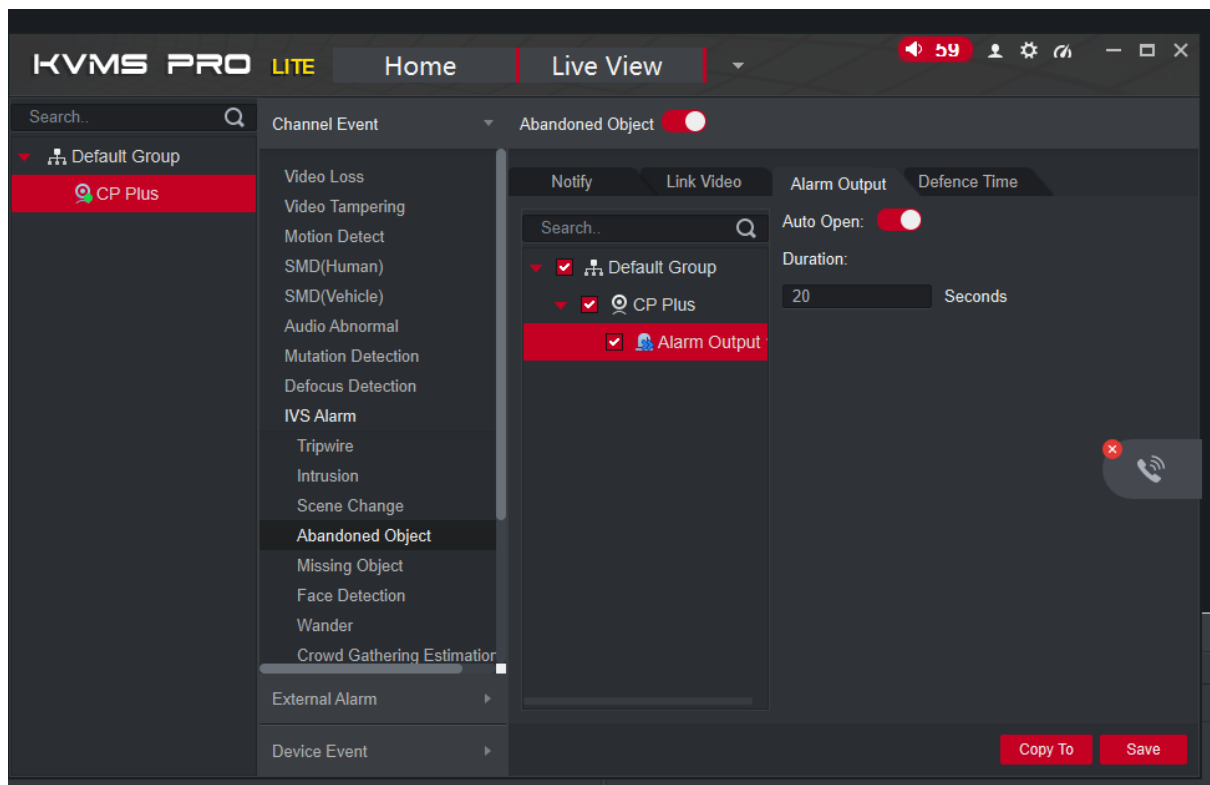 KVMS PRO LITE Home Live View 59
Search..
Default Group
CP Plus
Channel Event
Video Loss
Video Tampering
Motion Detect
SMD(Human)
SMD(Vehicle)
Audio Abnormal
Mutation Detection
Defocus Detection
IVS Alarm
Tripwire
Intrusion
Scene Change
Abandoned Object
Missing Object
Face Detection
Wander
Crowd Gathering Estimation
External Alarm
Device Event
Abandoned Object
Notify Link Video Alarm Output Defence Time
Search..
Default Group
CP Plus
Alarm Output
Auto Open:
Duration:
20 Seconds
Copy To Save